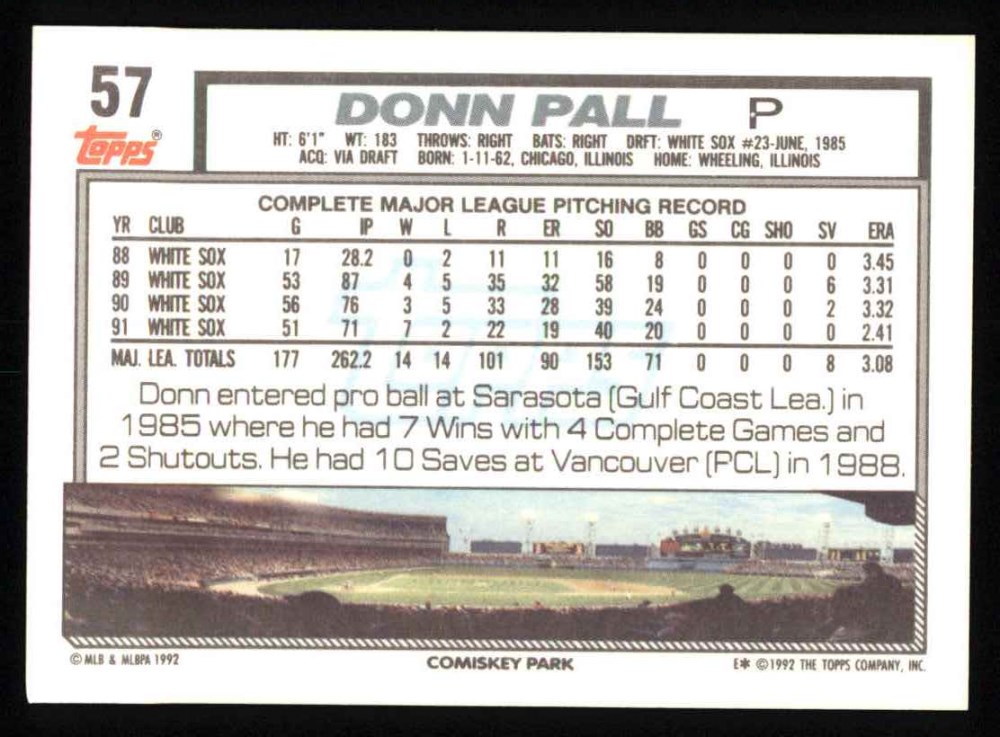 57
Topps®
DONN PALL P
HT: 6'1" WT: 183 THROWS: RIGHT BATS: RIGHT DRFT: WHITE SOX #23-JUNE, 1985
ACQ: VIA DRAFT BORN: 1-11-62, CHICAGO, ILLINOIS HOME: WHEELING, ILLINOIS
COMPLETE MAJOR LEAGUE PITCHING RECORD
YR CLUB G IP W L R ER SO BB GS CG SHO SV ERA
88 WHITE SOX 17 28.2 0 2 11 11 16 8 0 0 0 0 3.45
89 WHITE SOX 53 87 4 5 35 32 58 19 0 0 0 6 3.31
90 WHITE SOX 56 76 3 5 33 28 39 24 0 0 0 2 3.32
91 WHITE SOX 51 71 7 2 22 19 40 20 0 0 0 0 2.41
MAJ. LEA. TOTALS 177 262.2 14 14 101 90 153 71 0 0 0 8 3.08
Donn entered pro ball at Sarasota (Gulf Coast Lea.) in
1985 where he had 7 Wins with 4 Complete Games and
2 Shutouts. He had 10 Saves at Vancouver (PCL) in 1988.
© MLB & MLBPA 1992
COMISKEY PARK
E* ©1992 THE TOPPS COMPANY, INC.